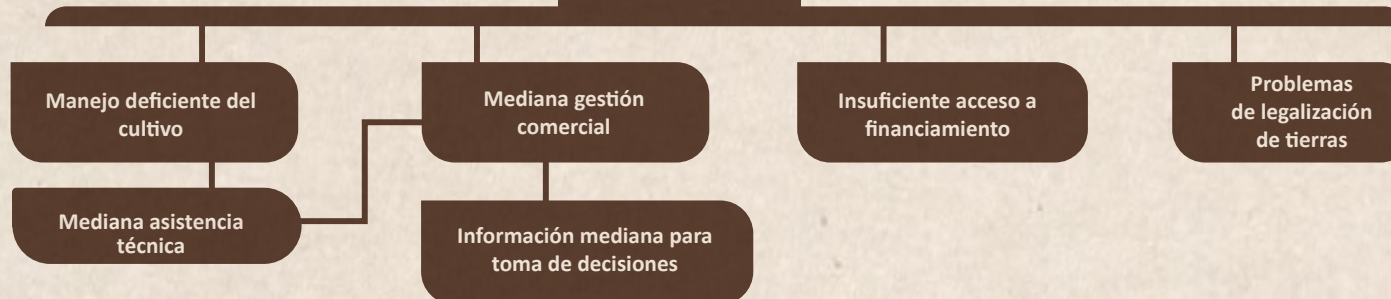 Manejo deficiente del
cultivo
Mediana gestión
comercial
Insuficiente acceso a
financiamiento
Problemas
de legalización
de tierras
Mediana asistencia
técnica
Información mediana para
toma de decisiones